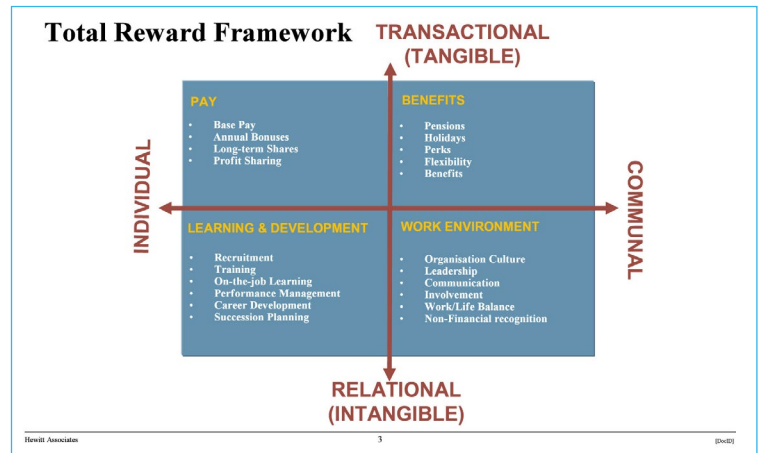 Total Reward Framework
TRANSACTIONAL
(TANGIBLE)
PAY
• Base Pay
• Annual Bonuses
• Long-term Shares
• Profit Sharing
BENEFITS
• Pensions
• Holidays
• Perks
• Flexibility
• Benefits
INDIVIDUAL
COMMUNAL
LEARNING & DEVELOPMENT
• Recruitment
• Training
• On-the-job Learning
• Performance Management
• Career Development
• Succession Planning
WORK ENVIRONMENT
• Organisation Culture
• Leadership
• Communication
• Involvement
• Work/Life Balance
• Non-Financial recognition
RELATIONAL
(INTANGIBLE)
Hewitt Associates
3
[DocID]